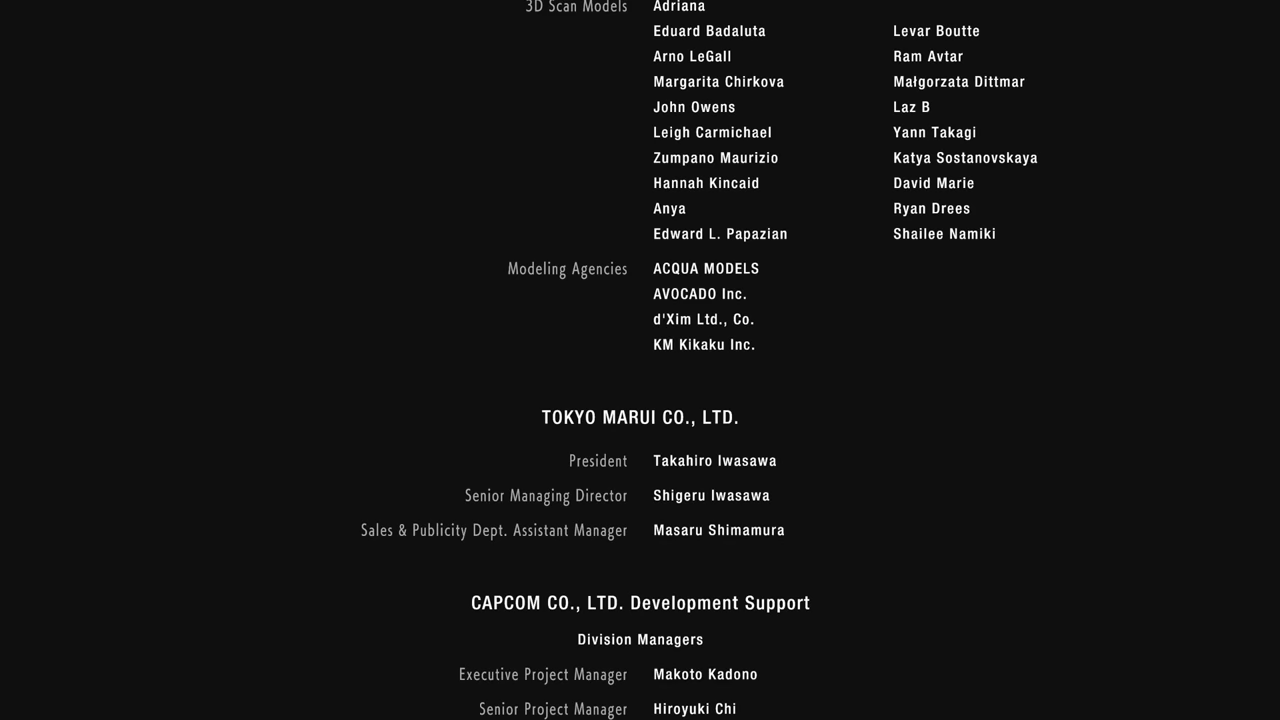 3D Scan Models Adriana
Eduard Badaluta Levar Boutte
Arno LeGall Ram Avtar
Margarita Chirkova Małgorzata Dittmar
John Owens Laz B
Leigh Carmichael Yann Takagi
Zumpano Maurizio Katya Sostanovskaya
Hannah Kincaid David Marie
Anya Ryan Drees
Edward L. Papazian Shailee Namiki
Modeling Agencies ACQUA MODELS
AVOCADO Inc.
d'Xim Ltd., Co.
KM Kikaku Inc.
TOKYO MARUI CO., LTD.
President Takahiro Iwasawa
Senior Managing Director Shigeru Iwasawa
Sales & Publicity Dept. Assistant Manager Masaru Shimamura
CAPCOM CO., LTD. Development Support
Division Managers
Executive Project Manager Makoto Kadono
Senior Project Manager Hiroyuki Chi